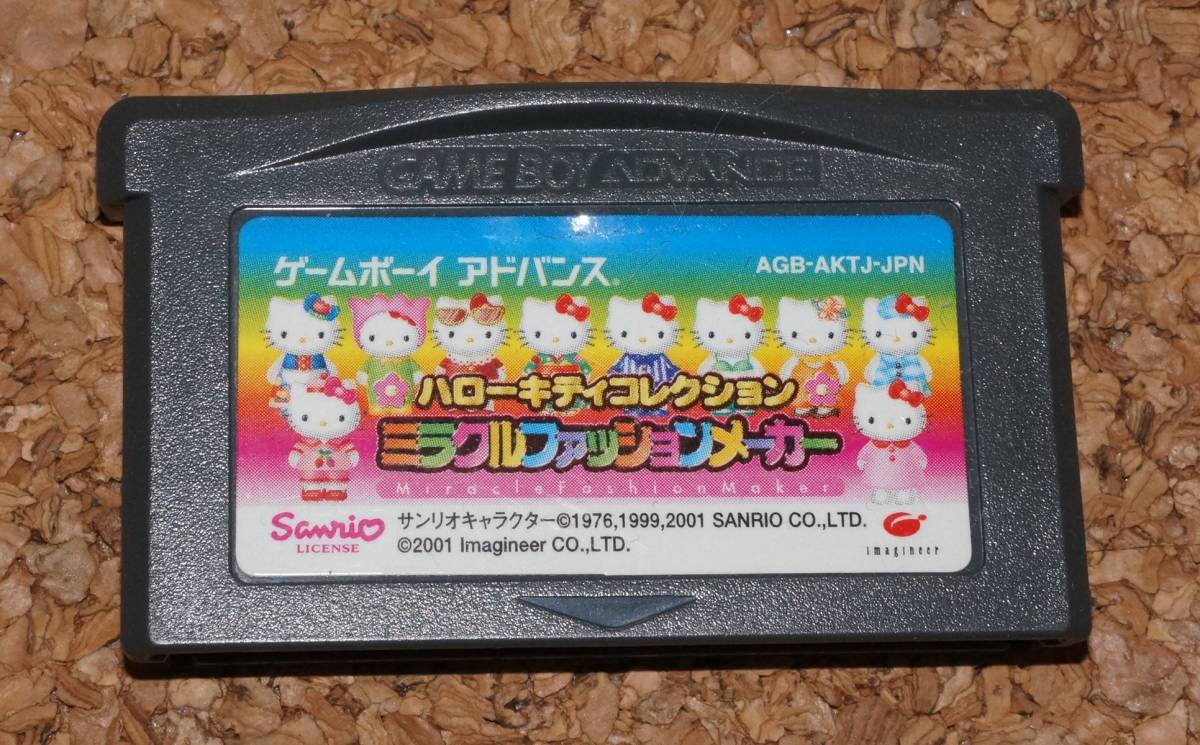 GAME BOY ADVANCE
ゲームボーイ アドバンス®
AGB-AKTJ-JPN
ハローキティコレクション
ミラクルファッションメーカー
MiracleFashionMaker
Sanrio
LICENSE
サンリオキャラクター©1976,1999,2001 SANRIO CO.,LTD.
©2001 Imagineer CO.,LTD.
imagineer